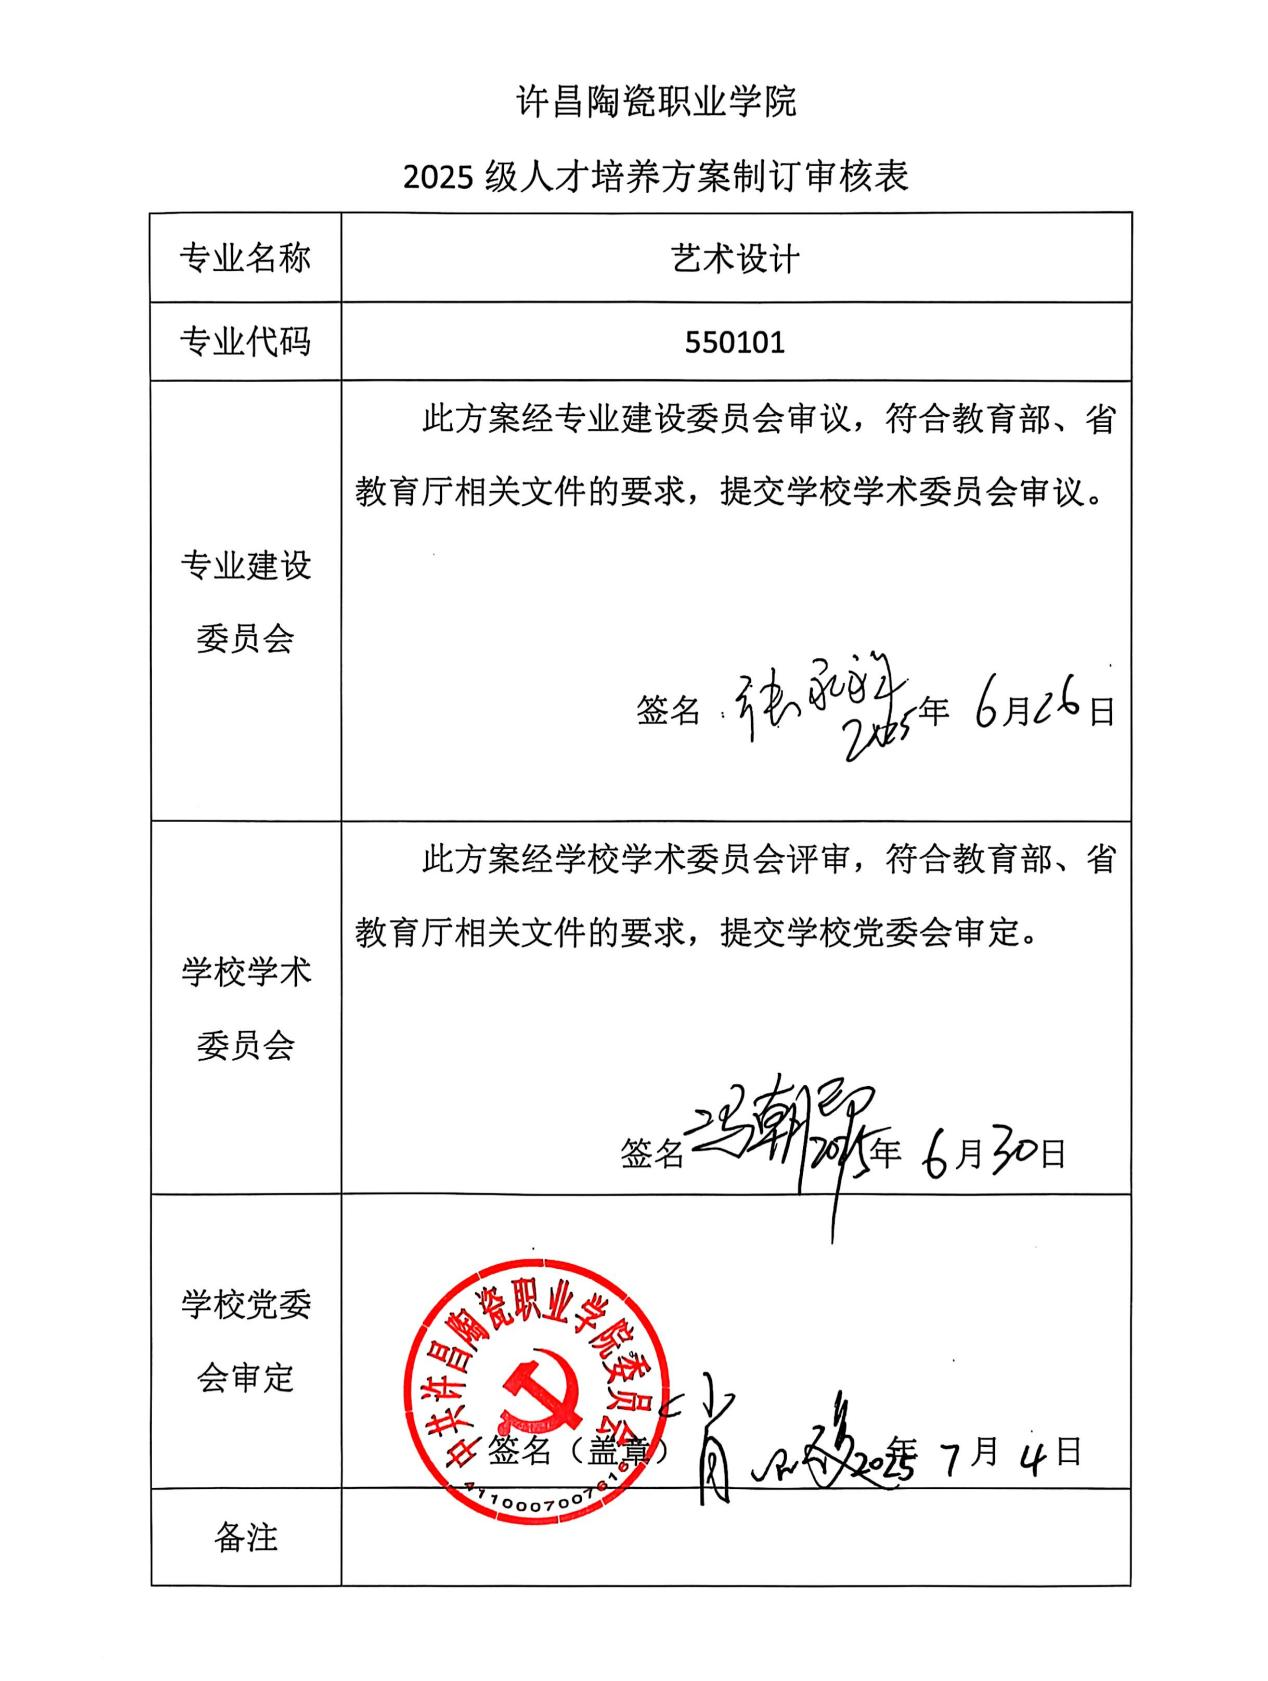 许昌陶瓷职业学院
2025 级人才培养方案制订审核表
专业名称
艺术设计
专业代码
550101
专业建设
委员会
此方案经专业建设委员会审议，符合教育部、省
教育厅相关文件的要求，提交学校学术委员会审议。
签名：张永祥 2025年 6月26日
学校学术
委员会
此方案经学校学术委员会评审，符合教育部、省
教育厅相关文件的要求，提交学校党委会审定。
签名 冯朝 2025年 6月30日
学校党委
会审定
中共许昌陶瓷职业学院委员会
签名（盖章） 肖 2025年 7月4日
4110007007616
备注